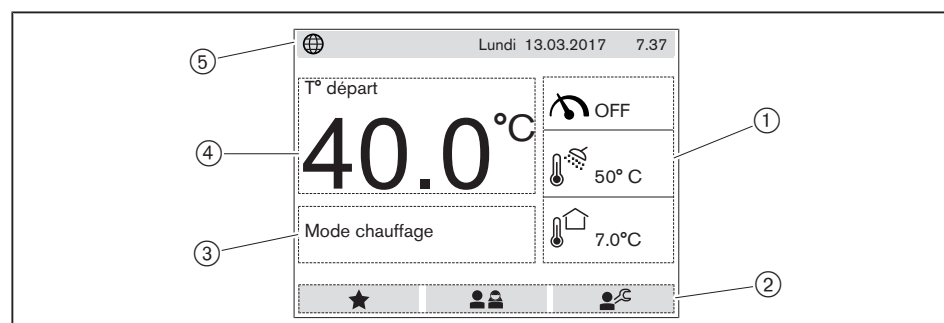 Lundi 13.03.2017 7.37
T° départ
40.0°C
OFF
50° C
Mode chauffage
7.0°C
1
2
3
4
5